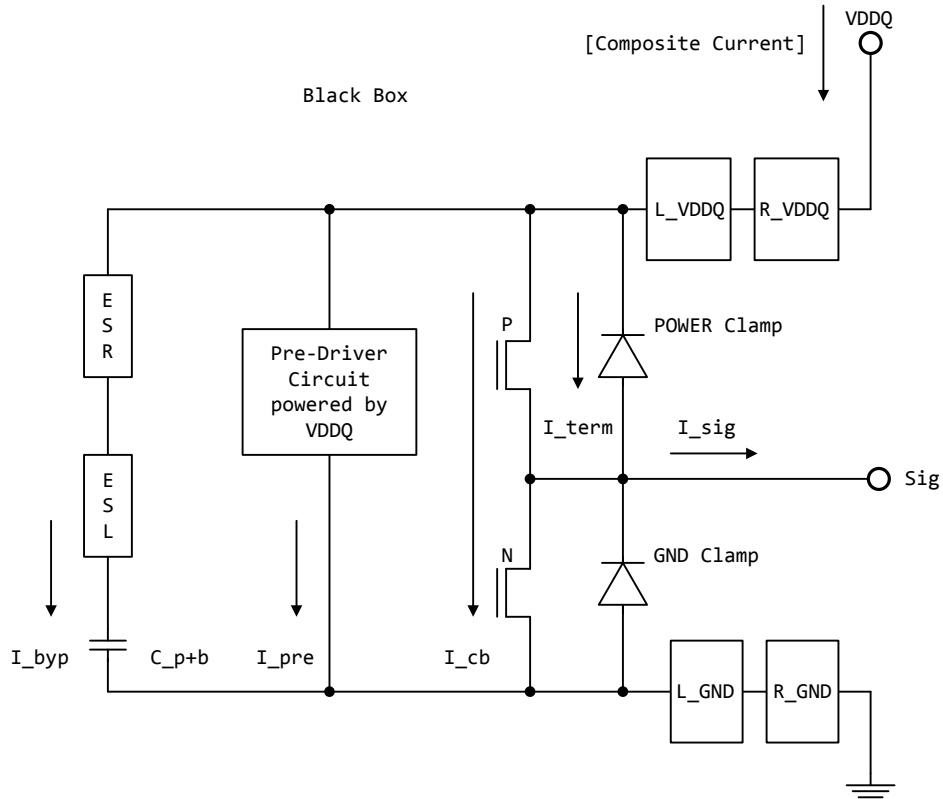 VDDQ
[Composite Current]
Black Box
L_VDDQ
R_VDDQ
E
S
R
P
POWER Clamp
Pre-Driver
Circuit
powered by
VDDQ
I_term
I_sig
E
S
L
Sig
N
GND Clamp
I_byp
C_p+b
I_pre
I_cb
L_GND
R_GND